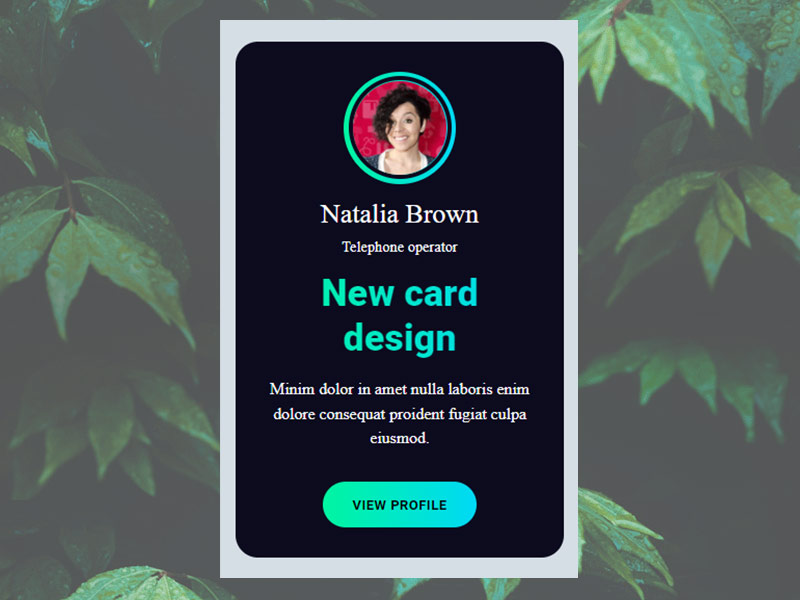 Natalia Brown
Telephone operator
New card
design
Minim dolor in amet nulla laboris enim
dolore consequat proident fugiat culpa
eiusmod.
VIEW PROFILE